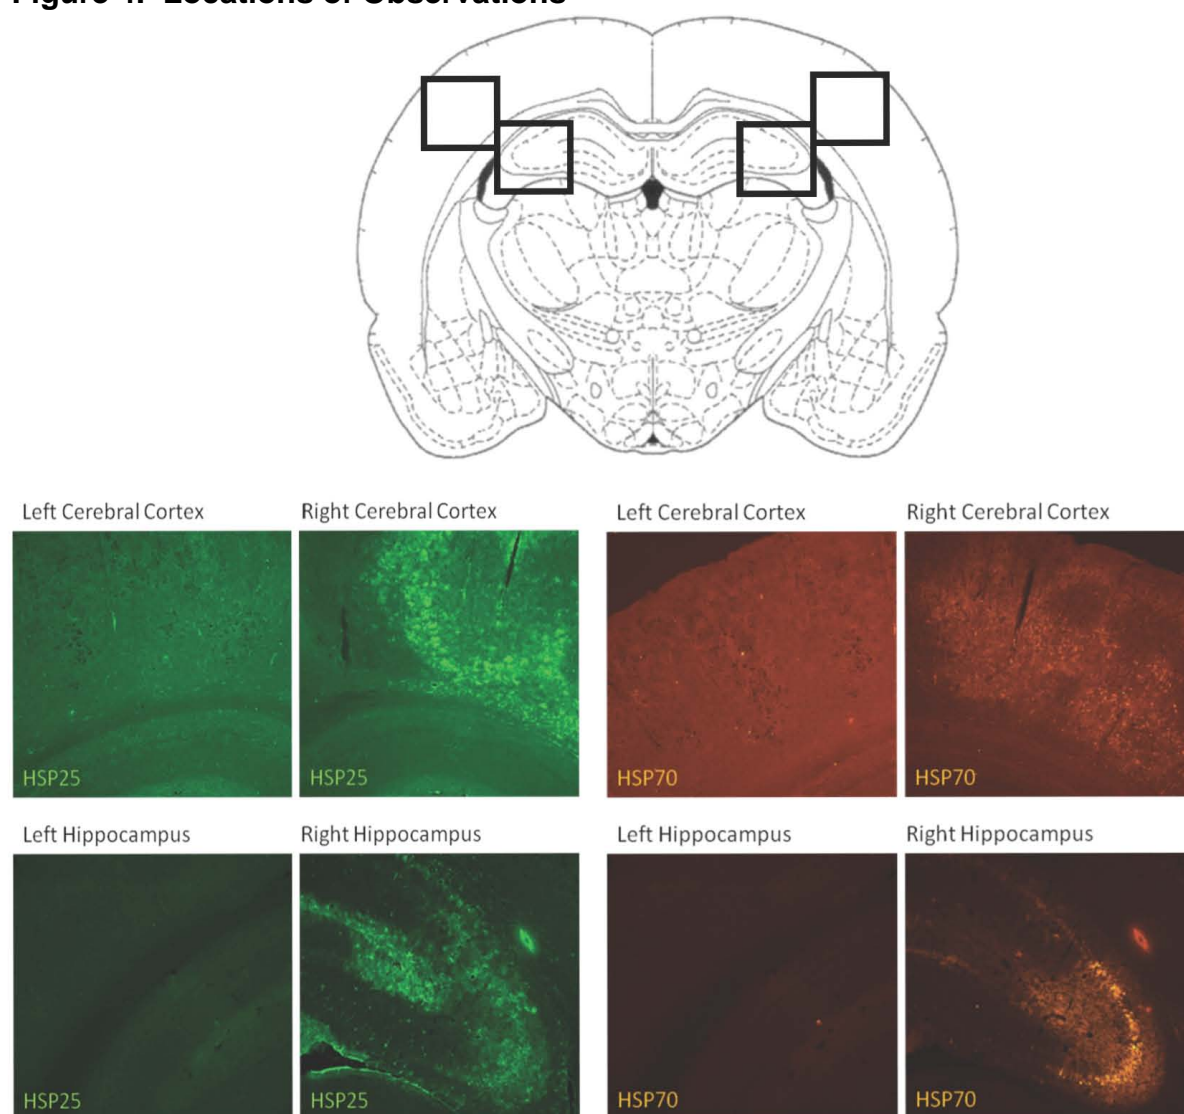 Figure Locations of Observations
Left Cerebral Cortex Right Cerebral Cortex Left Cerebral Cortex Right Cerebral Cortex
HSP25 HSP25 HSP70 HSP70
Left Hippocampus Right Hippocampus Left Hippocampus Right Hippocampus
HSP25 HSP25 HSP70 HSP70